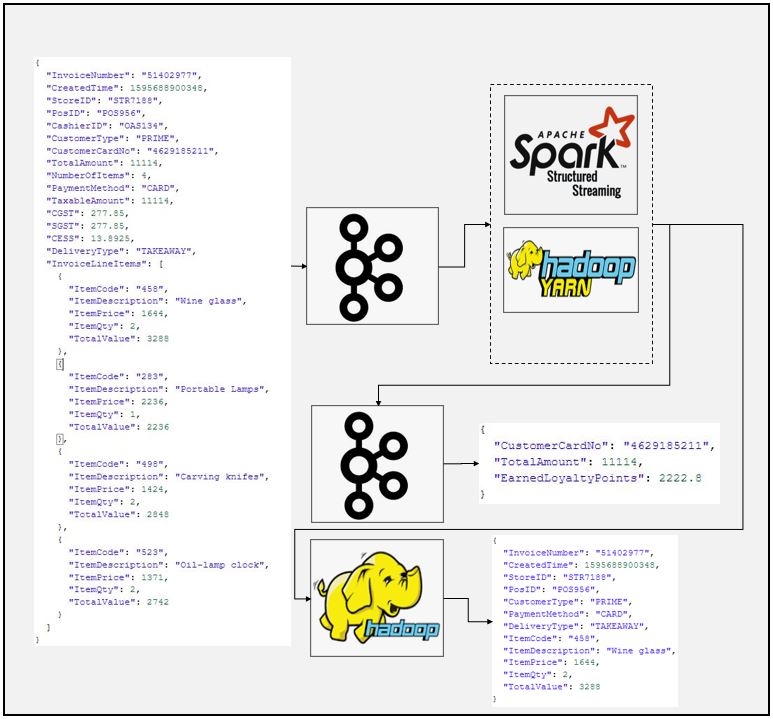 {
"InvoiceNumber": "51402977",
"CreatedTime": 1595688900348,
"StoreID": "STR7188",
"PosID": "POS956",
"CashierID": "OAS134",
"CustomerType": "PRIME",
"CustomerCardNo": "4629185211",
"TotalAmount": 11114,
"NumberOfItems": 4,
"PaymentMethod": "CARD",
"TaxableAmount": 11114,
"CGST": 277.85,
"SGST": 277.85,
"CESS": 13.8925,
"DeliveryType": "TAKEAWAY",
"InvoiceLineItems": [
{
"ItemCode": "458",
"ItemDescription": "Wine glass",
"ItemPrice": 1644,
"ItemQty": 2,
"TotalValue": 3288
},
{
"ItemCode": "283",
"ItemDescription": "Portable Lamps",
"ItemPrice": 2236,
"ItemQty": 1,
"TotalValue": 2236
},
{
"ItemCode": "498",
"ItemDescription": "Carving knifes",
"ItemPrice": 1424,
"ItemQty": 2,
"TotalValue": 2848
},
{
"ItemCode": "523",
"ItemDescription": "Oil-lamp clock",
"ItemPrice": 1371,
"ItemQty": 2,
"TotalValue": 2742
}
]
}
APACHE
Spark™
Structured
Streaming
hadoop
YARN
{
"CustomerCardNo": "4629185211",
"TotalAmount": 11114,
"EarnedLoyaltyPoints": 2222.8
}
hadoop
{
"InvoiceNumber": "51402977",
"CreatedTime": 1595688900348,
"StoreID": "STR7188",
"PosID": "POS956",
"CustomerType": "PRIME",
"PaymentMethod": "CARD",
"DeliveryType": "TAKEAWAY",
"ItemCode": "458",
"ItemDescription": "Wine glass",
"ItemPrice": 1644,
"ItemQty": 2,
"TotalValue": 3288
}